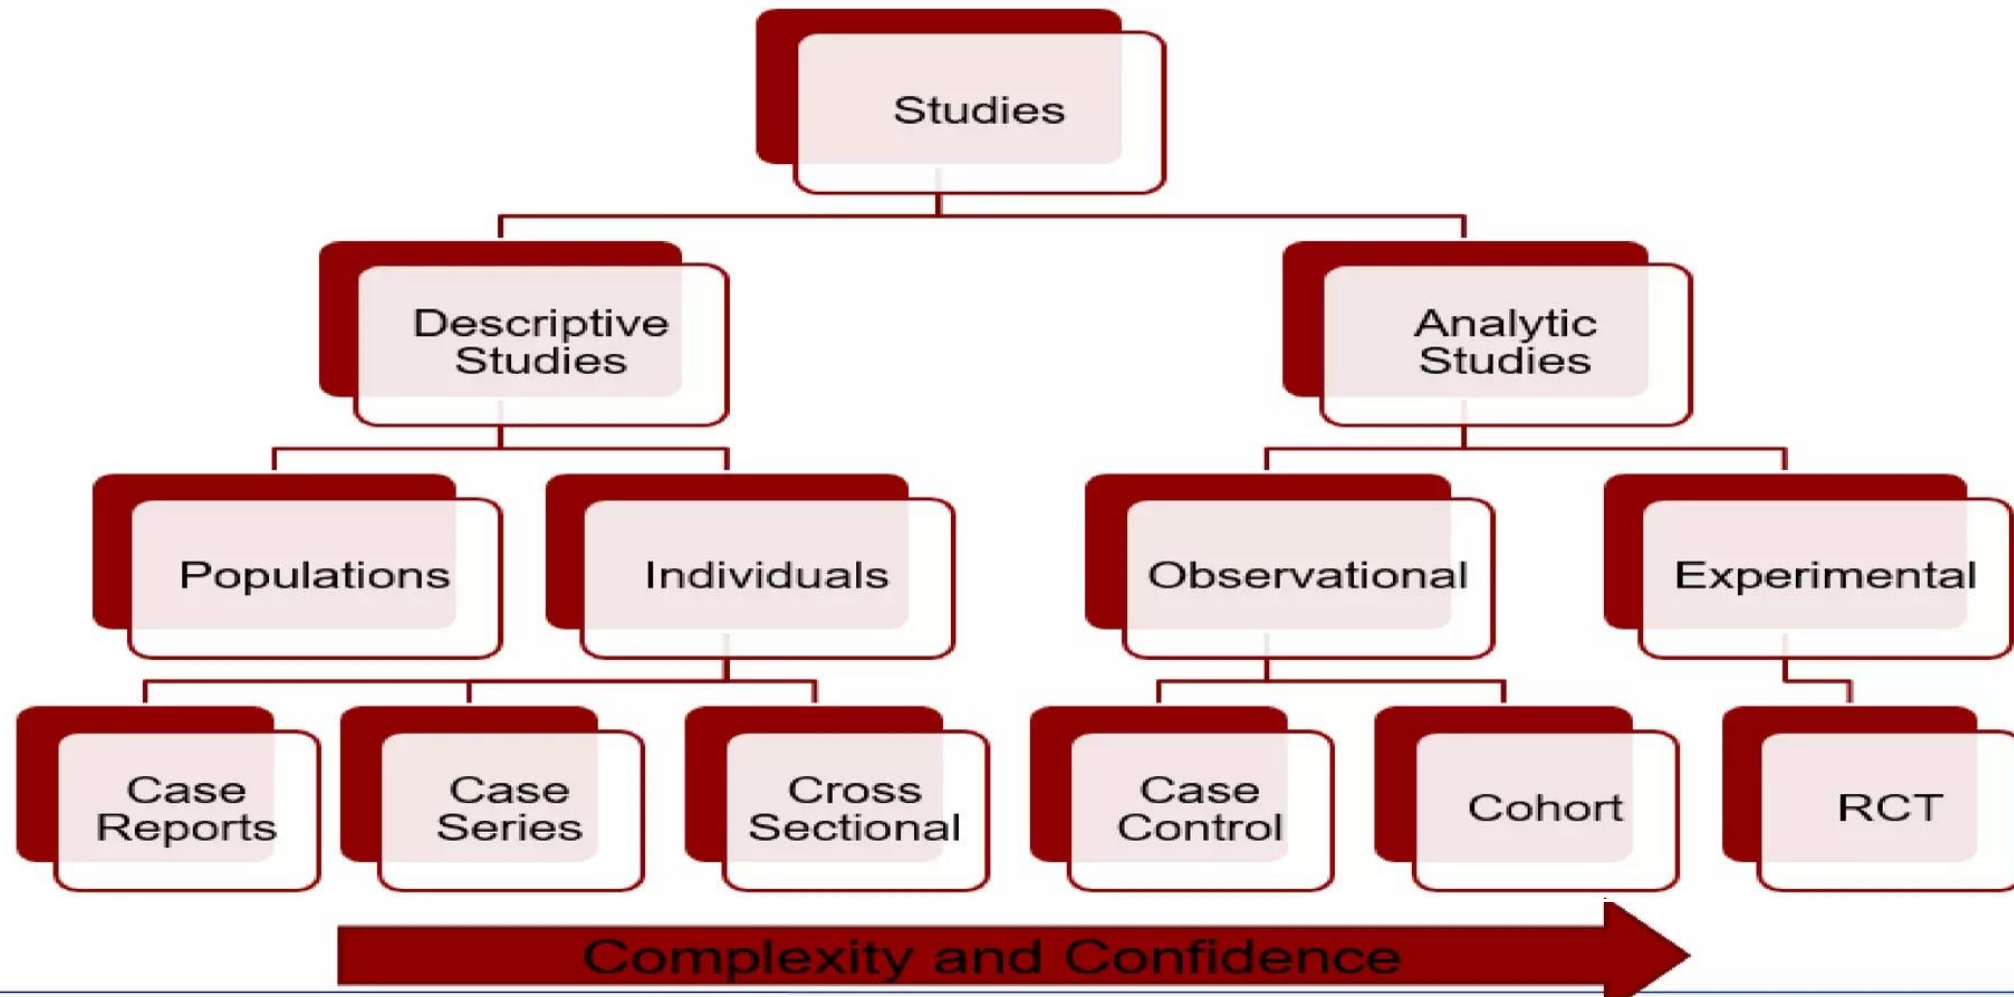 Studies
Descriptive
Studies
Analytic
Studies
Populations
Individuals
Observational
Experimental
Case
Reports
Case
Series
Cross
Sectional
Case
Control
Cohort
RCT
Complexity and Confidence